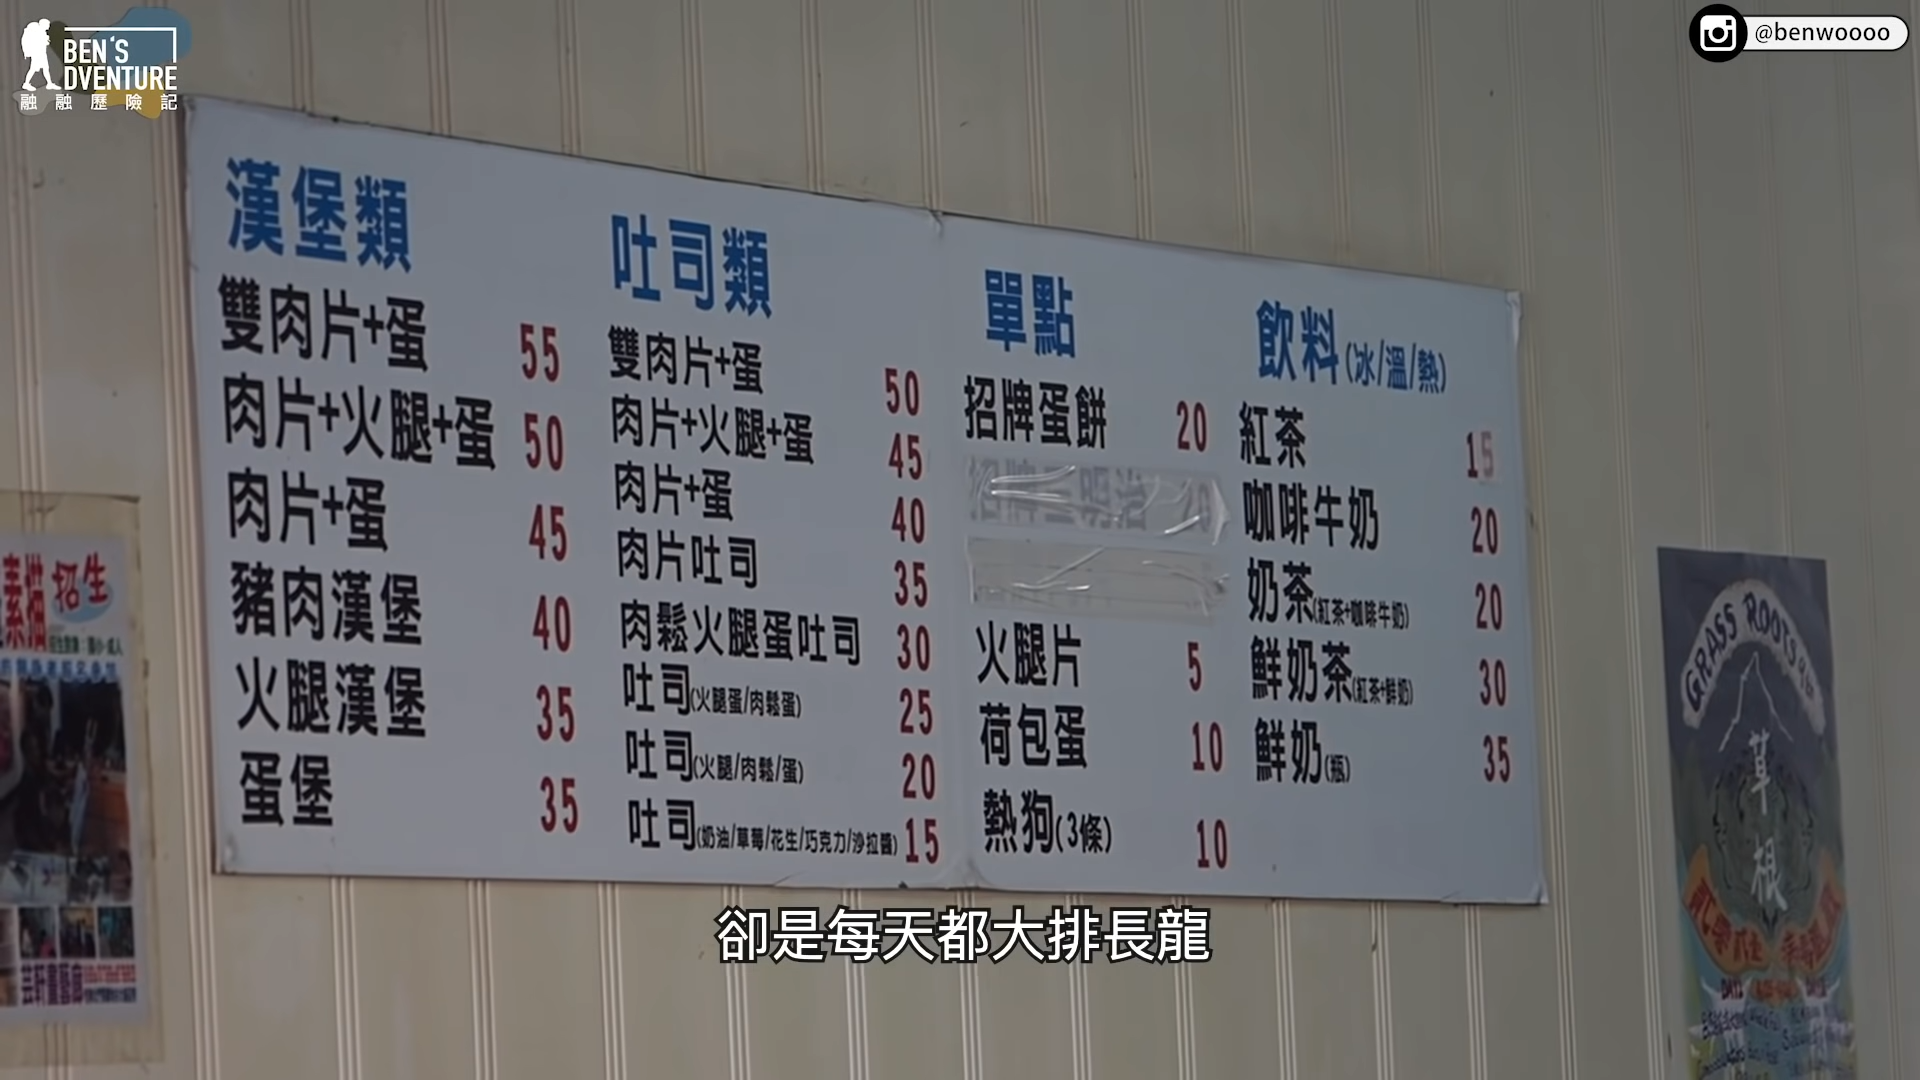 BEN'S
DVENTURE
融融歷險記
@benwoooo
漢堡類
雙肉片+蛋 55
肉片+火腿+蛋 50
肉片+蛋 45
豬肉漢堡 40
火腿漢堡 35
蛋堡 35
吐司類
雙肉片+蛋 50
肉片+火腿+蛋 45
肉片+蛋 40
肉片吐司 35
肉鬆火腿蛋吐司 30
吐司(火腿蛋/肉鬆蛋) 25
吐司(火腿/肉鬆/蛋) 20
吐司(奶油/草莓/花生/巧克力/沙拉醬) 15
單點
招牌蛋餅 20
火腿片 5
荷包蛋 10
熱狗(3條) 10
飲料(冰/溫/熱)
紅茶 15
咖啡牛奶 20
奶茶(紅茶+咖啡牛奶) 20
鮮奶茶(紅茶+鮮奶) 30
鮮奶(瓶) 35
素描招生
GRASS ROOTS
草根
卻是每天都大排長龍